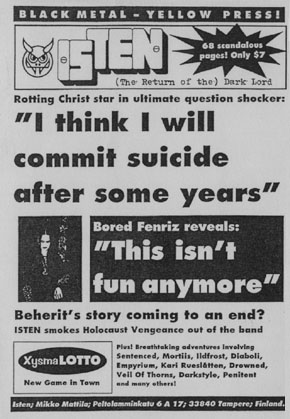 BLACK METAL - YELLOW PRESS!
ISTEN
68 scandalous
pages! Only $7
(The Return of the) Dark Lord
Rotting Christ star in ultimate question shocker:
"I think I will
commit suicide
after some years"
Bored Fenriz reveals:
"This isn't
fun anymore"
Beherit's story coming to an end?
ISTEN smokes Holocaust Vengeance out of the band
XysmaLOTTO
New Game in Town
Plus! Breathtaking adventures involving
Sentenced, Mortiis, Ildfrost, Diaboli,
Empyrium, Kari Rueslåtten, Drowned,
Veil Of Thorns, Darkstyle, Penitent
and many others!
Isten; Mikko Mattila; Peltolamminkatu 6 A 17; 33840 Tampere; Finland.